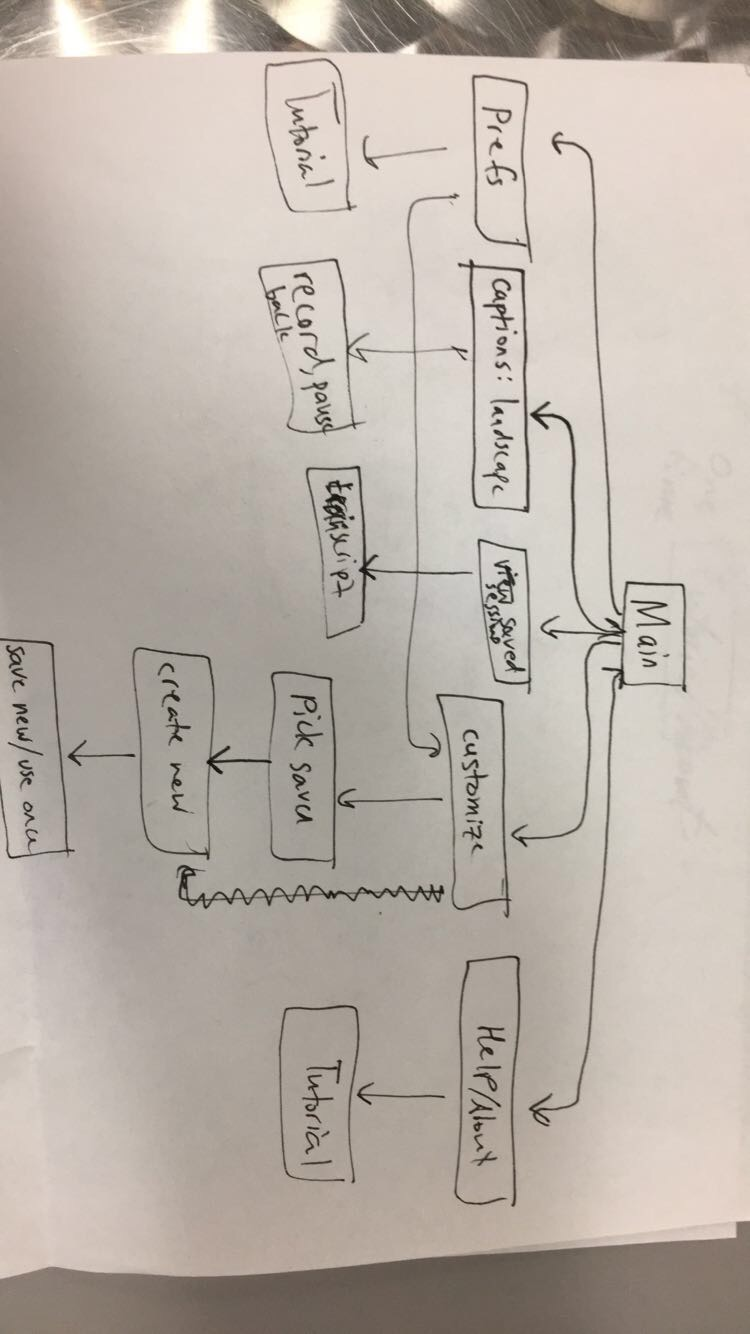 Main
Prefs
captions: landscape
view saved
session
customize
Help/About
Tutorial
record, pause
back
transcript
Pick saved
Tutorial
create new
save new/use once